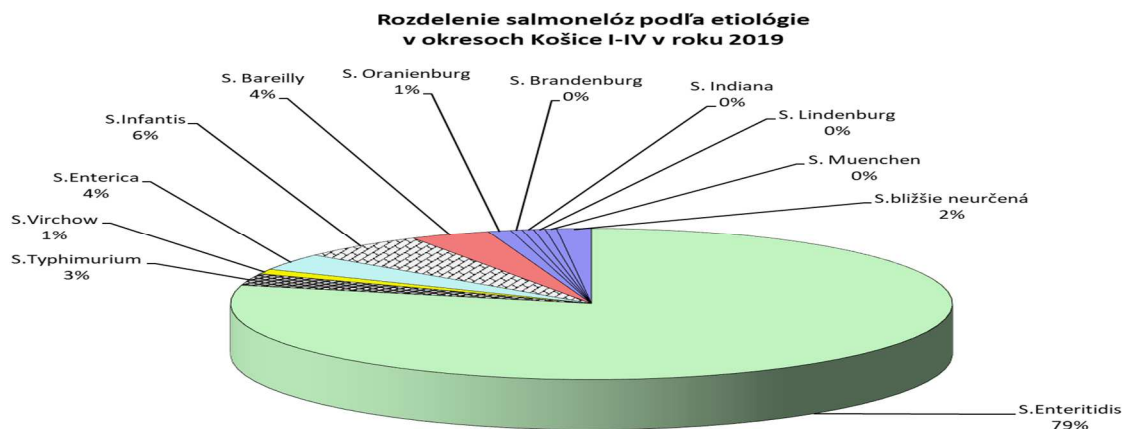 Rozdelenie salmonelóz podľa etiológie
v okresoch Košice I-IV v roku 2019
S. Bareilly
4%
S. Oranienburg
1%
S. Brandenburg
0%
S. Indiana
0%
S. Lindenburg
0%
S. Muenchen
0%
S.bližšie neurčená
2%
S.Infantis
6%
S.Enterica
4%
S.Virchow
1%
S.Typhimurium
3%
S.Enteritidis
79%